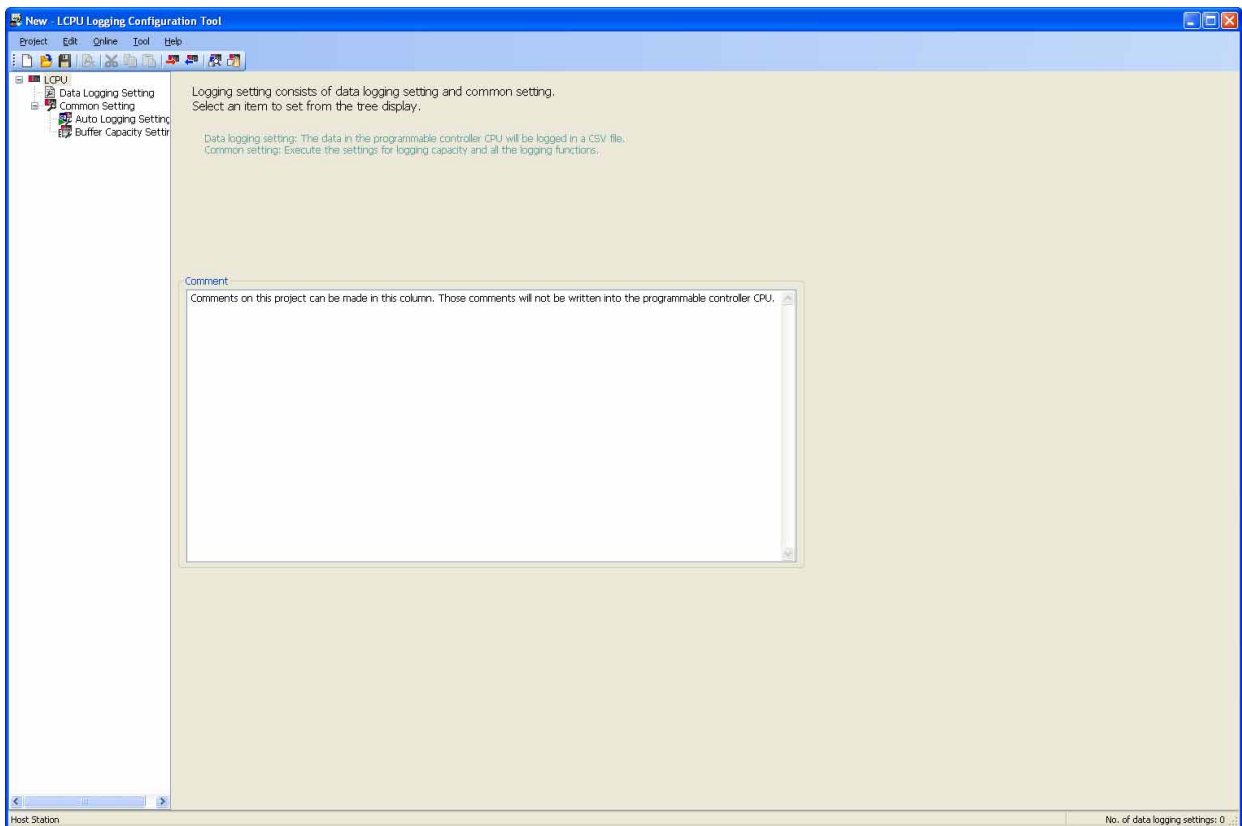 New - LCPU Logging Configuration Tool
Project Edit Online Tool Help
LCPU
Data Logging Setting
Common Setting
Auto Logging Setting
Buffer Capacity Settir
Logging setting consists of data logging setting and common setting.
Select an item to set from the tree display.
Data logging setting: The data in the programmable controller CPU will be logged in a CSV file.
Common setting: Execute the settings for logging capacity and all the logging functions.
Comment
Comments on this project can be made in this column. Those comments will not be written into the programmable controller CPU.
Host Station
No. of data logging settings: 0